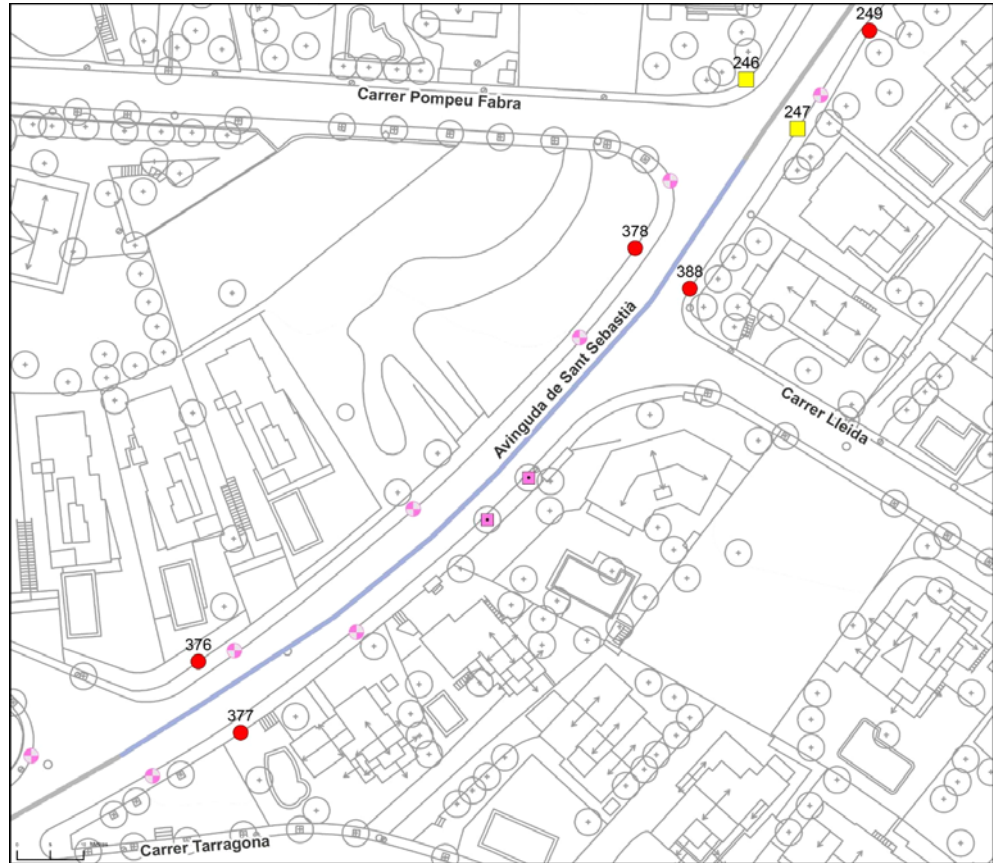 249
246
Carrer Pompeu Fabra
247
378
388
Avinguda de Sant Sebastià
Carrer Lleida
376
377
Carrer Tarragona